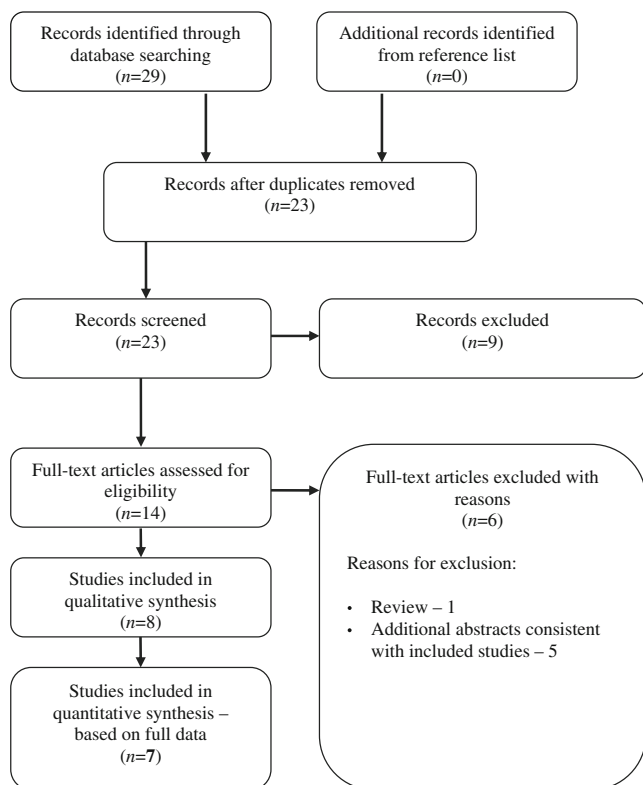 Records identified through
database searching
(n=29)
Additional records identified
from reference list
(n=0)
Records after duplicates removed
(n=23)
Records screened
(n=23)
Records excluded
(n=9)
Full-text articles assessed for
eligibility
(n=14)
Full-text articles excluded with
reasons
(n=6)
Reasons for exclusion:
• Review – 1
• Additional abstracts consistent
with included studies – 5
Studies included in
qualitative synthesis
(n=8)
Studies included in
quantitative synthesis –
based on full data
(n=7)